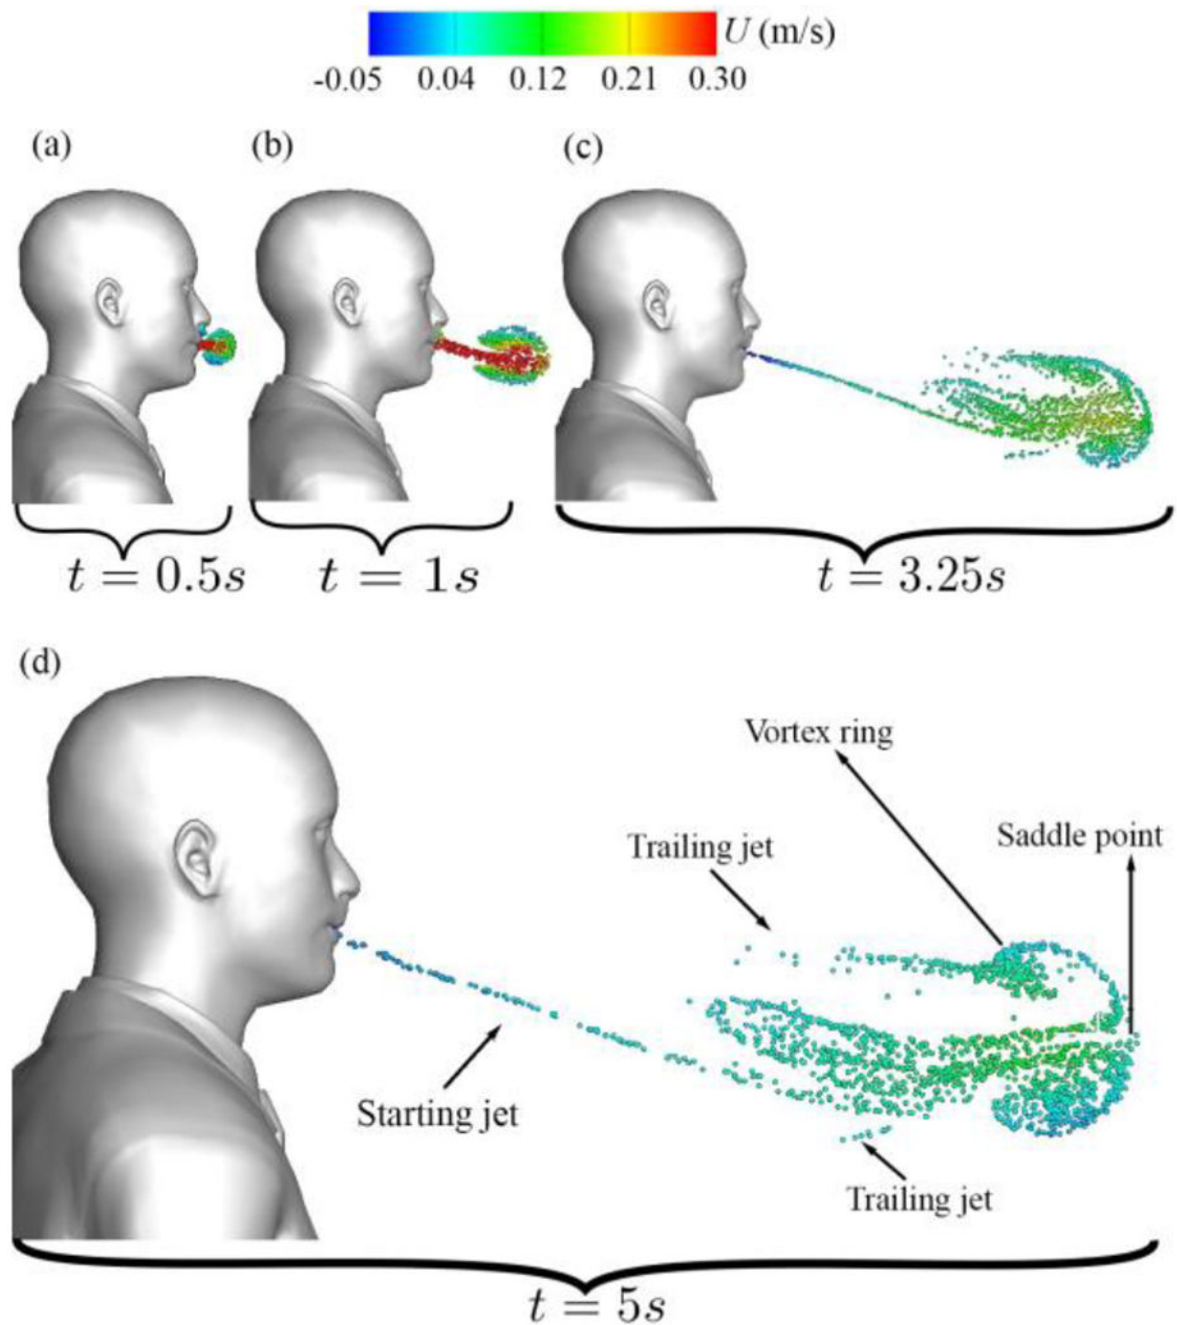 U (m/s)
-0.05 0.04 0.12 0.21 0.30
(a) (b) (c)
t = 0.5s t = 1s t = 3.25s
(d)
Vortex ring
Saddle point
Trailing jet
Starting jet
Trailing jet
t = 5s